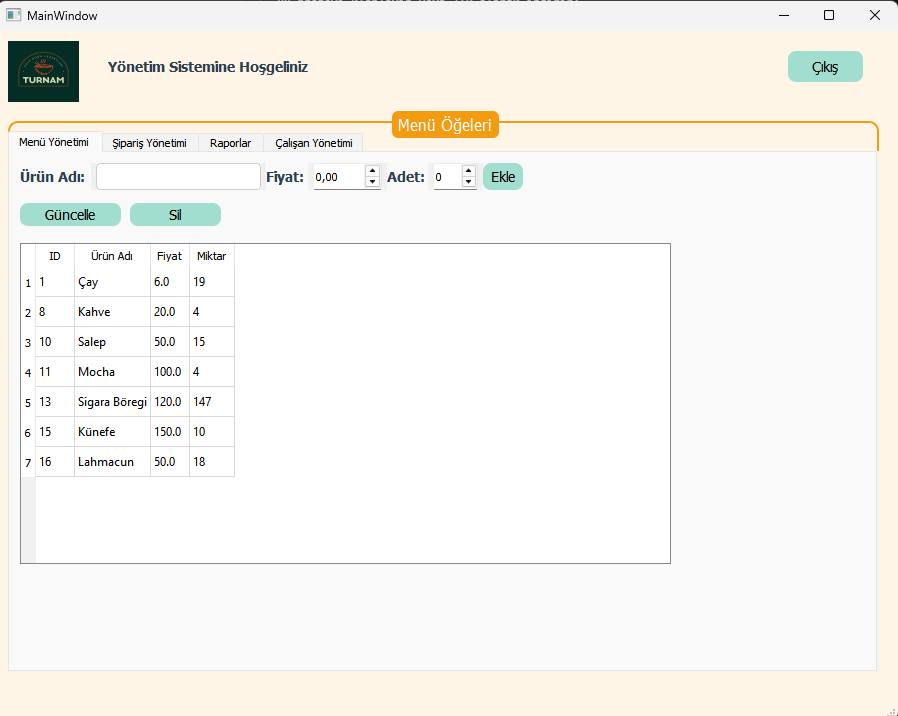 MainWindow
TURNAM
Yönetim Sistemine Hoşgeliniz
Çıkış
Menü Öğeleri
Menü Yönetimi Şipariş Yönetimi Raporlar Çalışan Yönetimi
Ürün Adı: Fiyat: 0,00 Adet: 0 Ekle
Güncelle Sil
ID Ürün Adı Fiyat Miktar
1 1 Çay 6.0 19
2 8 Kahve 20.0 4
3 10 Salep 50.0 15
4 11 Mocha 100.0 4
5 13 Sigara Böregi 120.0 147
6 15 Künefe 150.0 10
7 16 Lahmacun 50.0 18